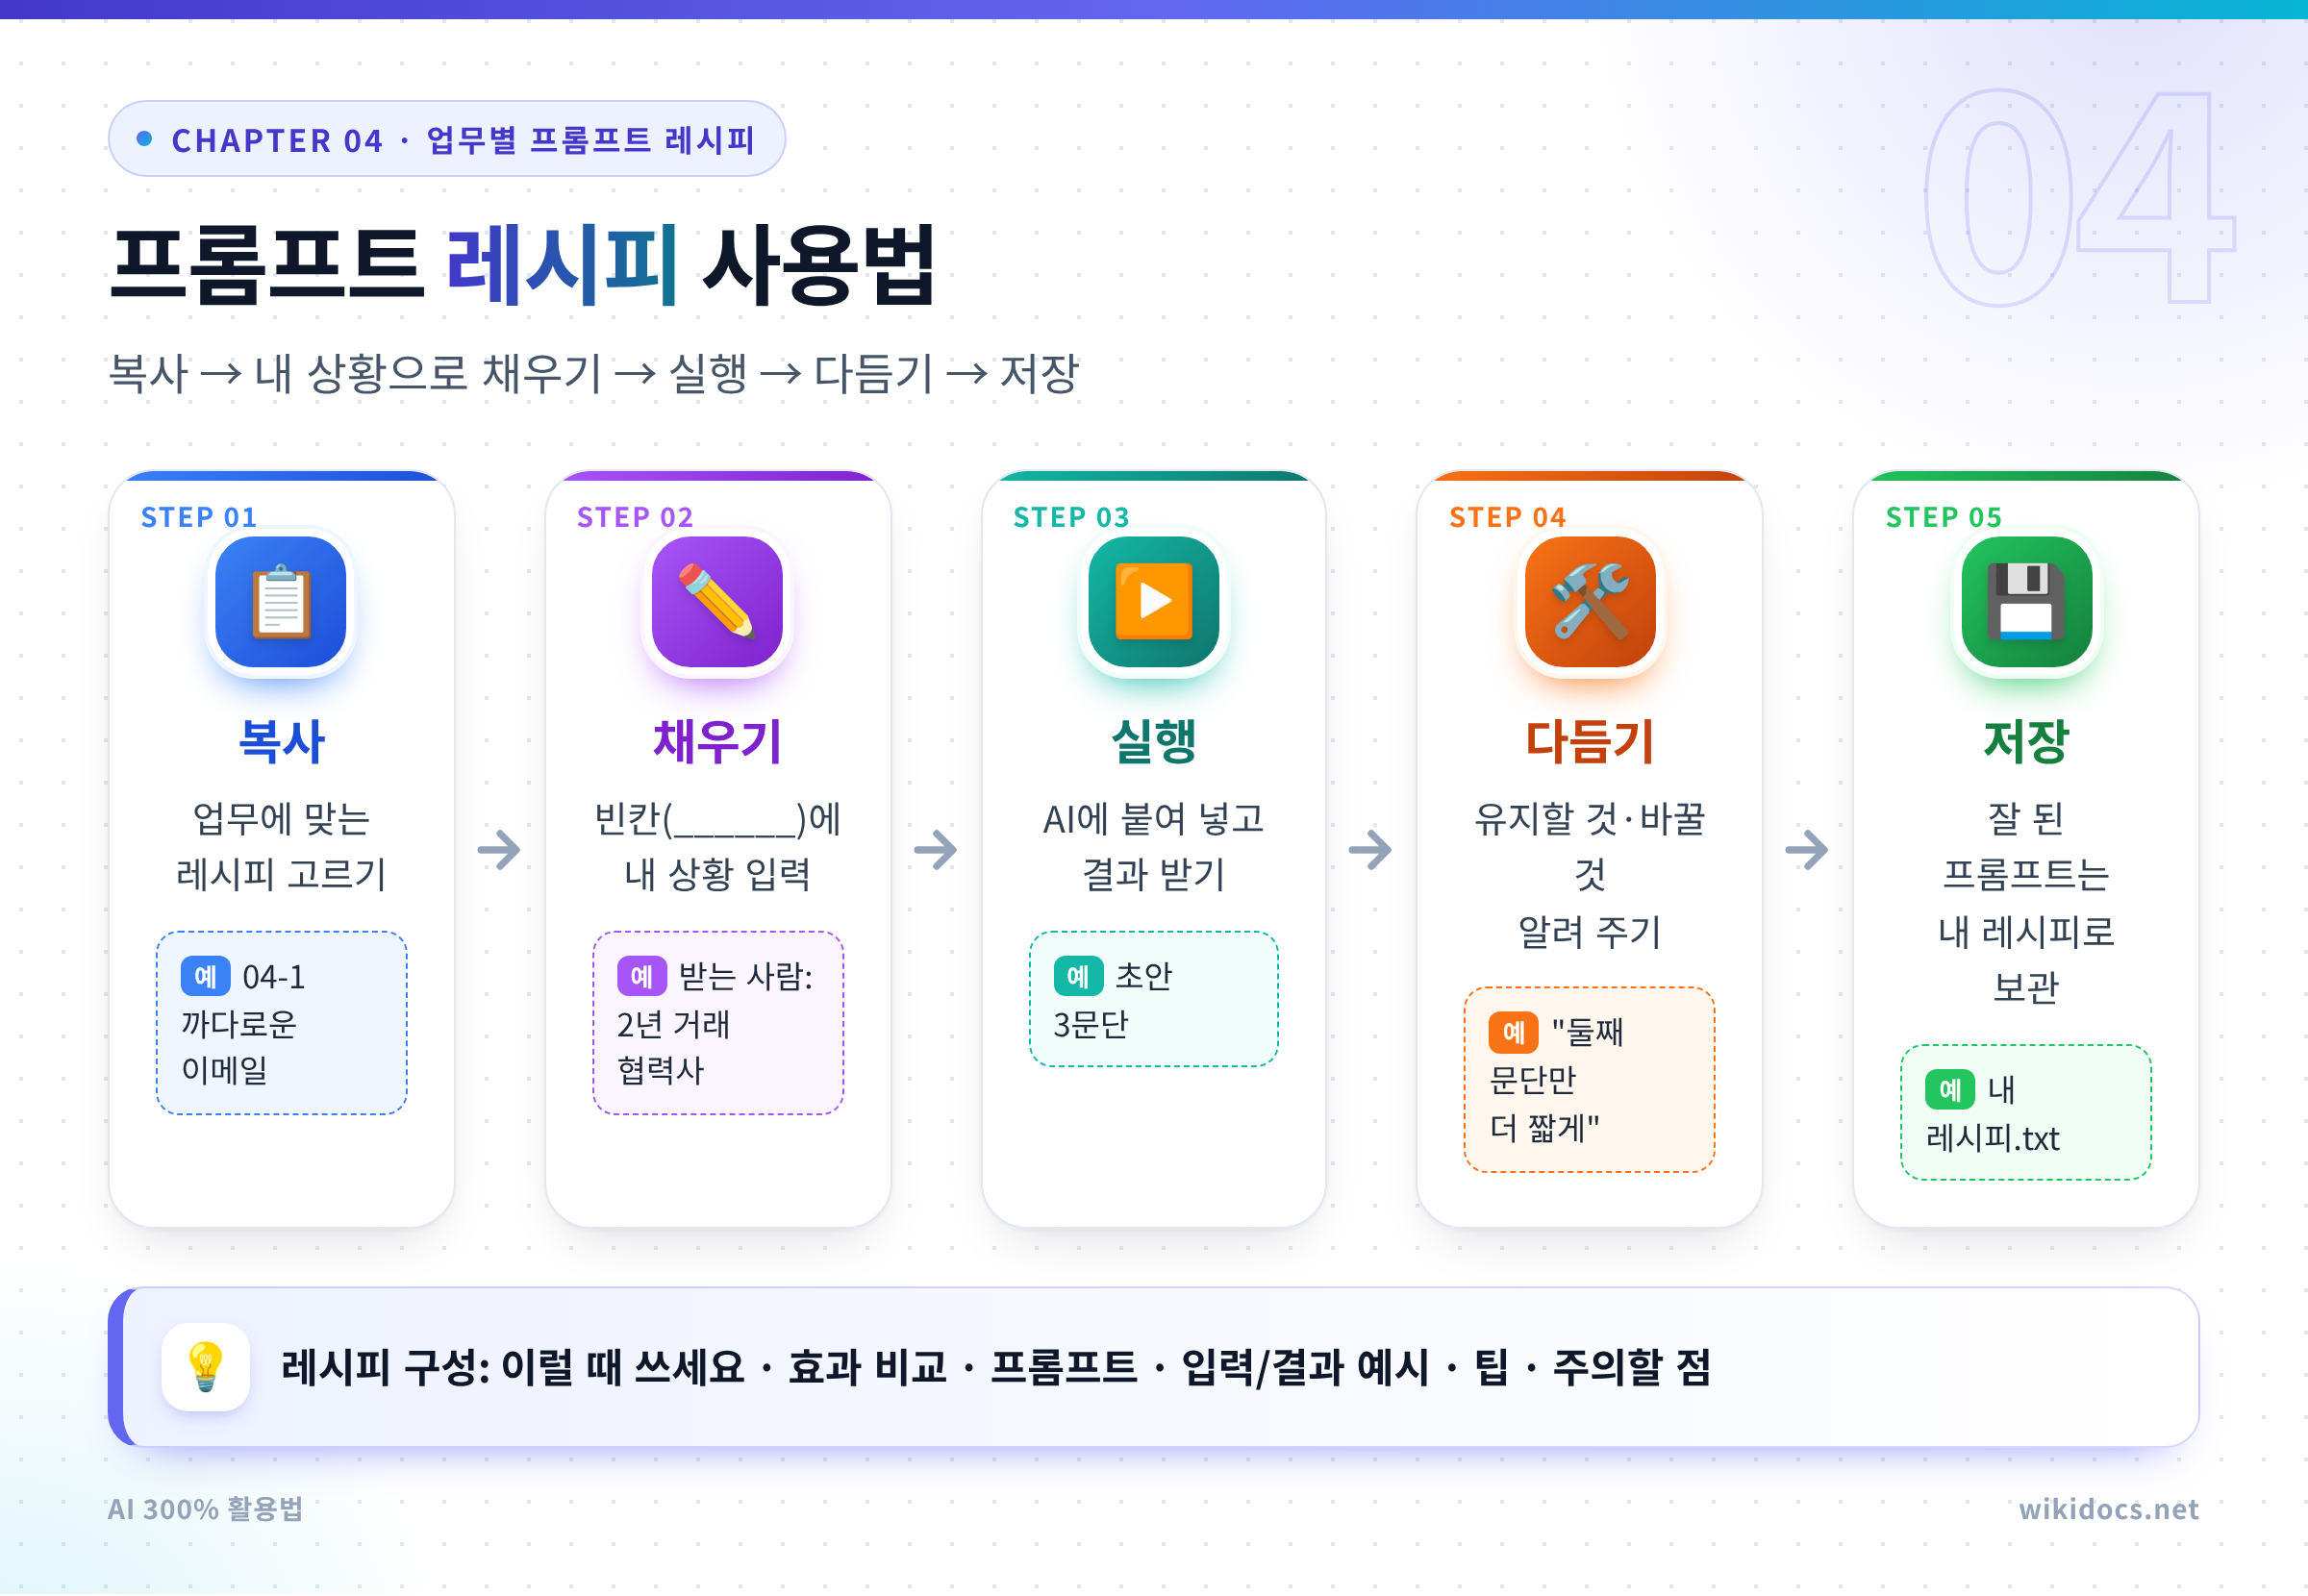 CHAPTER 04 · 업무별 프롬프트 레시피
04
프롬프트 레시피 사용법
복사 → 내 상황으로 채우기 → 실행 → 다듬기 → 저장
STEP 01
복사
업무에 맞는
레시피 고르기
예 04-1
까다로운
이메일
STEP 02
채우기
빈칸(______)에
내 상황 입력
예 받는 사람:
2년 거래
협력사
STEP 03
실행
AI에 붙여 넣고
결과 받기
예 초안
3문단
STEP 04
다듬기
유지할 것·바꿀
것
알려 주기
예 "둘째
문단만
더 짧게"
STEP 05
저장
잘 된
프롬프트는
내 레시피로
보관
예 내
레시피.txt
레시피 구성: 이럴 때 쓰세요 · 효과 비교 · 프롬프트 · 입력/결과 예시 · 팁 · 주의할 점
AI 300% 활용법
wikidocs.net